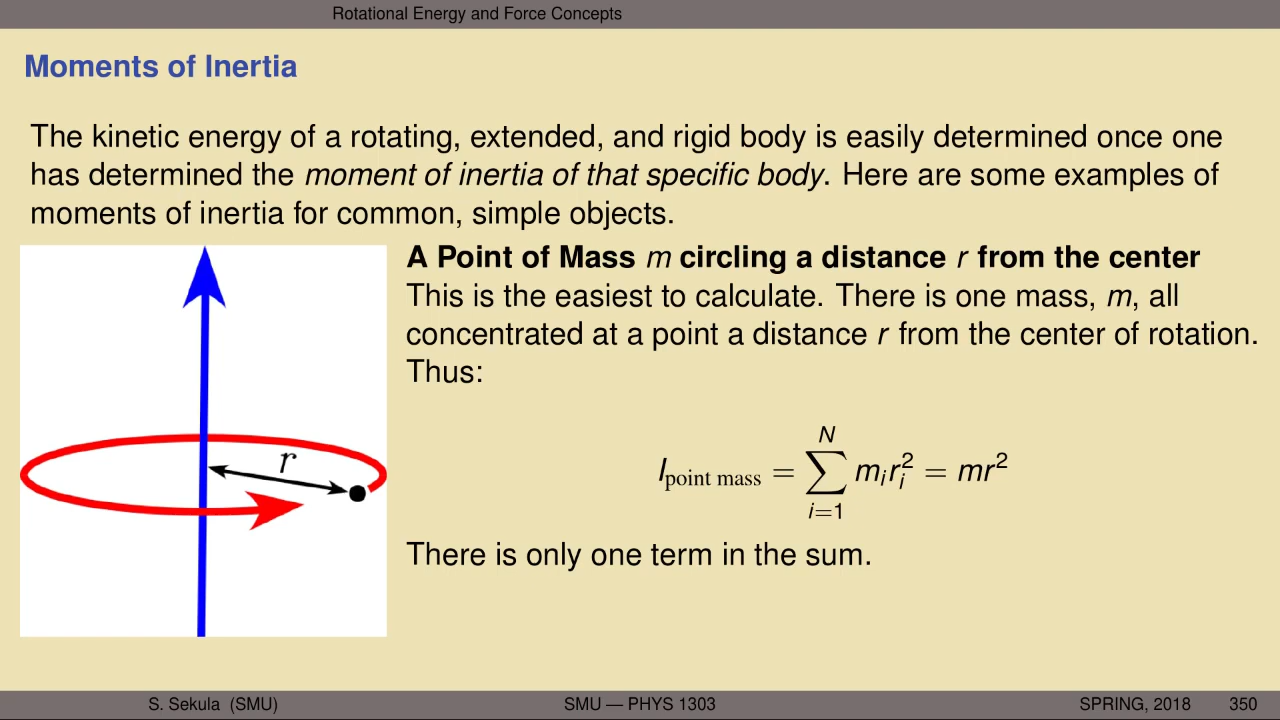 Rotational Energy and Force Concepts
Moments of Inertia
The kinetic energy of a rotating, extended, and rigid body is easily determined once one
has determined the moment of inertia of that specific body. Here are some examples of
moments of inertia for common, simple objects.
A Point of Mass m circling a distance r from the center
This is the easiest to calculate. There is one mass, m, all
concentrated at a point a distance r from the center of rotation.
Thus:
r
I_{point mass} = \sum_{i=1}^{N} m_i r_i^2 = mr^2
There is only one term in the sum.
S. Sekula (SMU) SMU — PHYS 1303 SPRING, 2018 350